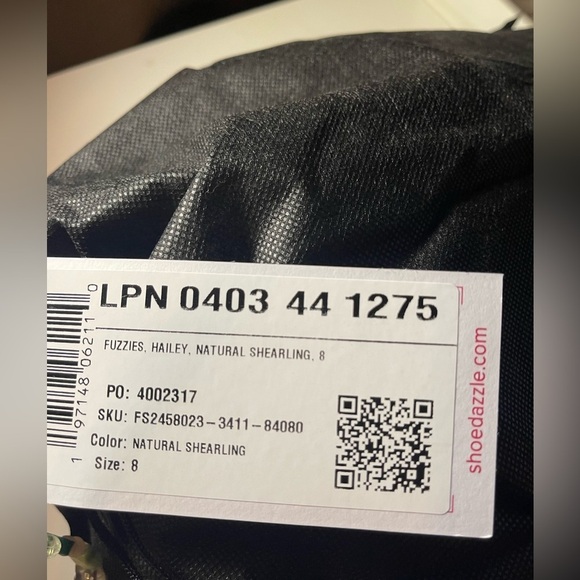 LPN 0403 44 1275
FUZZIES, HAILEY, NATURAL SHEARLING, 8
PO: 4002317
SKU: FS2458023-3411-84080
Color: NATURAL SHEARLING
Size: 8
1 97148 06211 0
shoedazzle.com